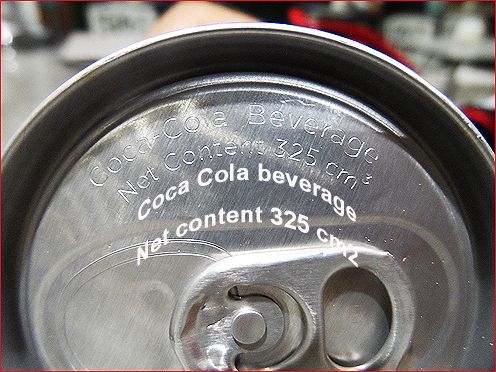 Coca-Cola Beverage
Net Content 325 cm³
Coca Cola beverage
Net content 325 cm2